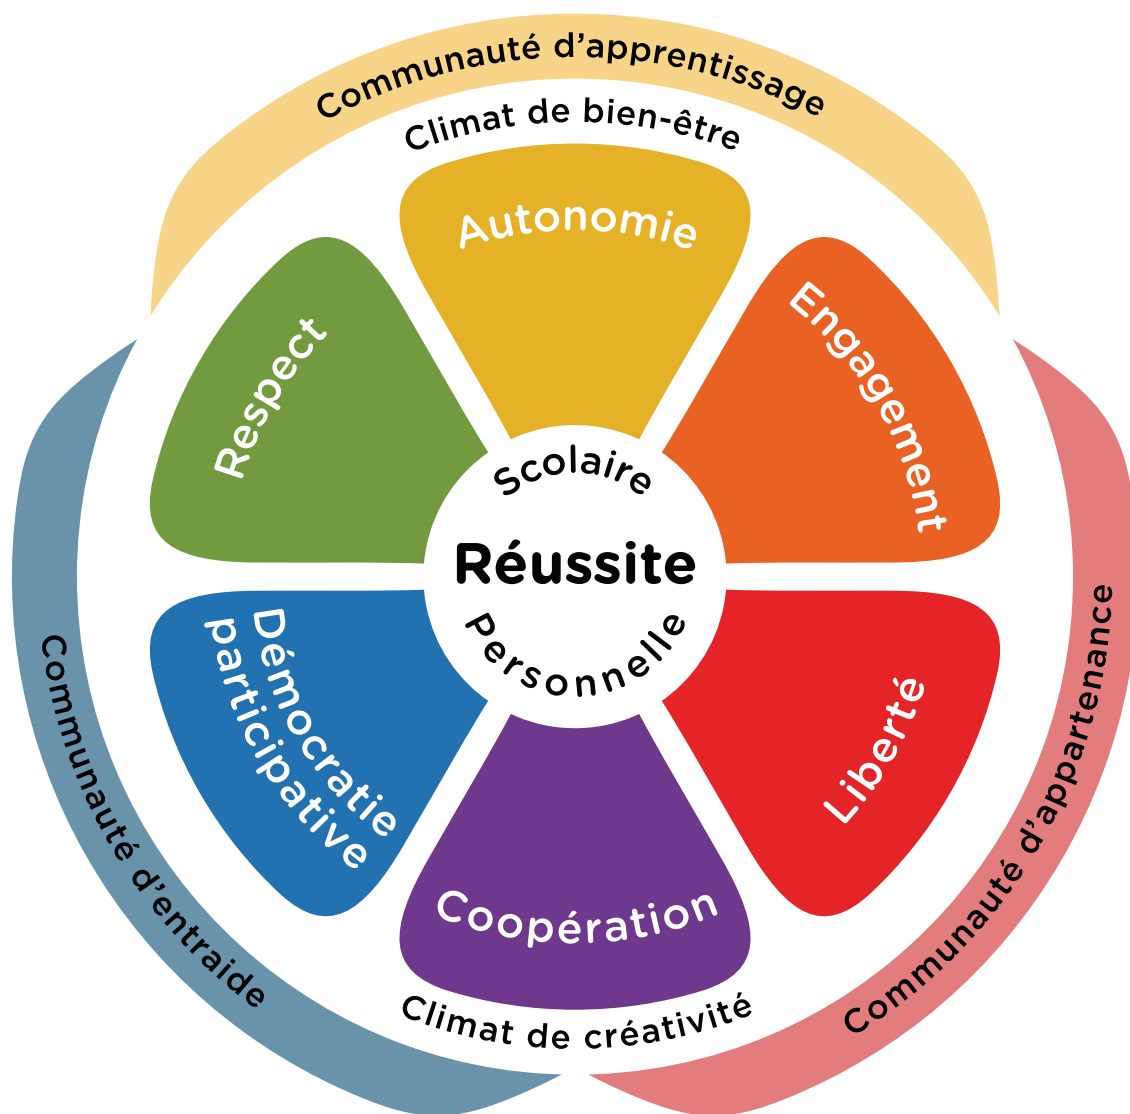 Communauté d'apprentissage
Climat de bien-être
Autonomie
Respect
Engagement
Scolaire
Réussite
Personnelle
Démocratie
participative
Liberté
Coopération
Climat de créativité
Communauté d'entraide
Communauté d'appartenance